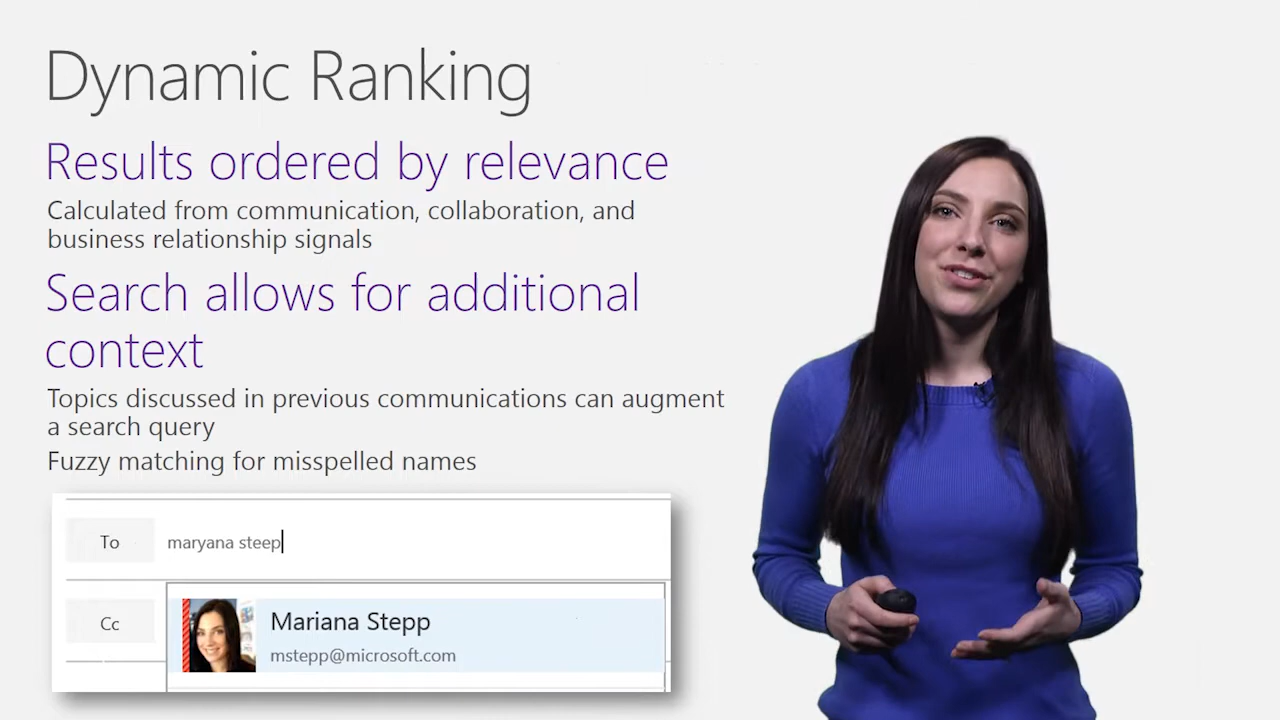 Dynamic Ranking
Results ordered by relevance
Calculated from communication, collaboration, and
business relationship signals
Search allows for additional
context
Topics discussed in previous communications can augment
a search query
Fuzzy matching for misspelled names
To
maryana steep
Cc
Mariana Stepp
mstepp@microsoft.com